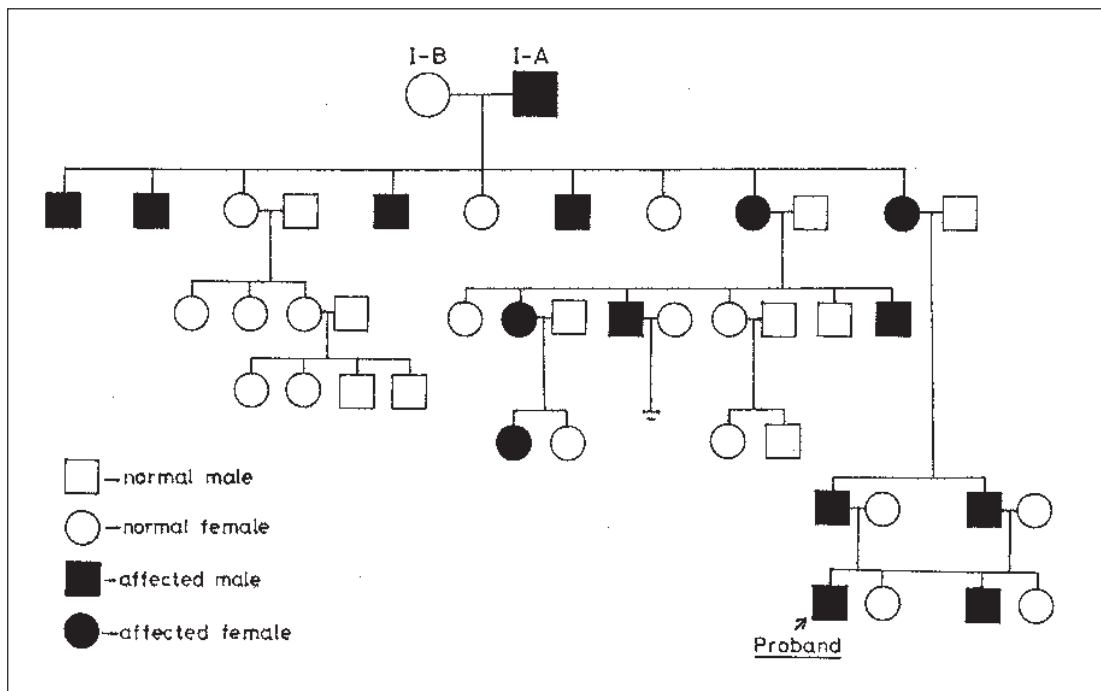 I-B I-A
normal male
normal female
affected male
affected female
Proband